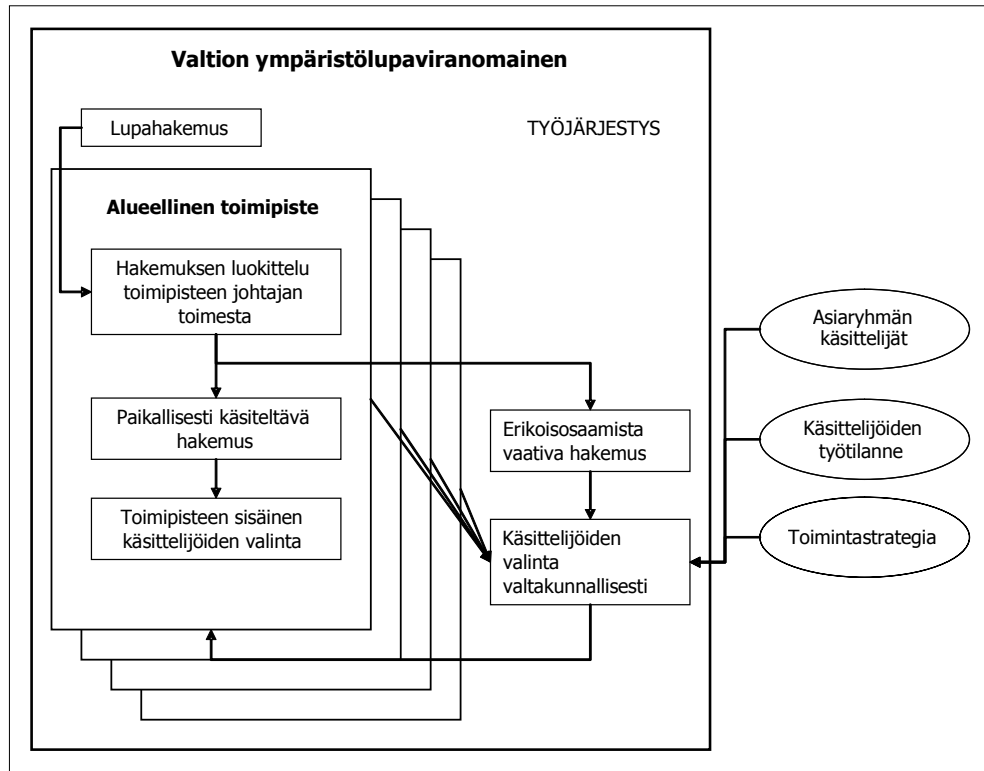 Valtion ympäristölupaviranomainen
Lupahakemus
TYÖJÄRJESTYS
Alueellinen toimipiste
Hakemuksen luokittelu
toimipisteen johtajan
toimesta
Asiaryhmän
käsittelijät
Paikallisesti käsiteltävä
hakemus
Erikoisosaamista
vaativa hakemus
Käsittelijöiden
työtilanne
Toimipisteen sisäinen
käsittelijöiden valinta
Käsittelijöiden
valinta
valtakunnallisesti
Toimintastrategia